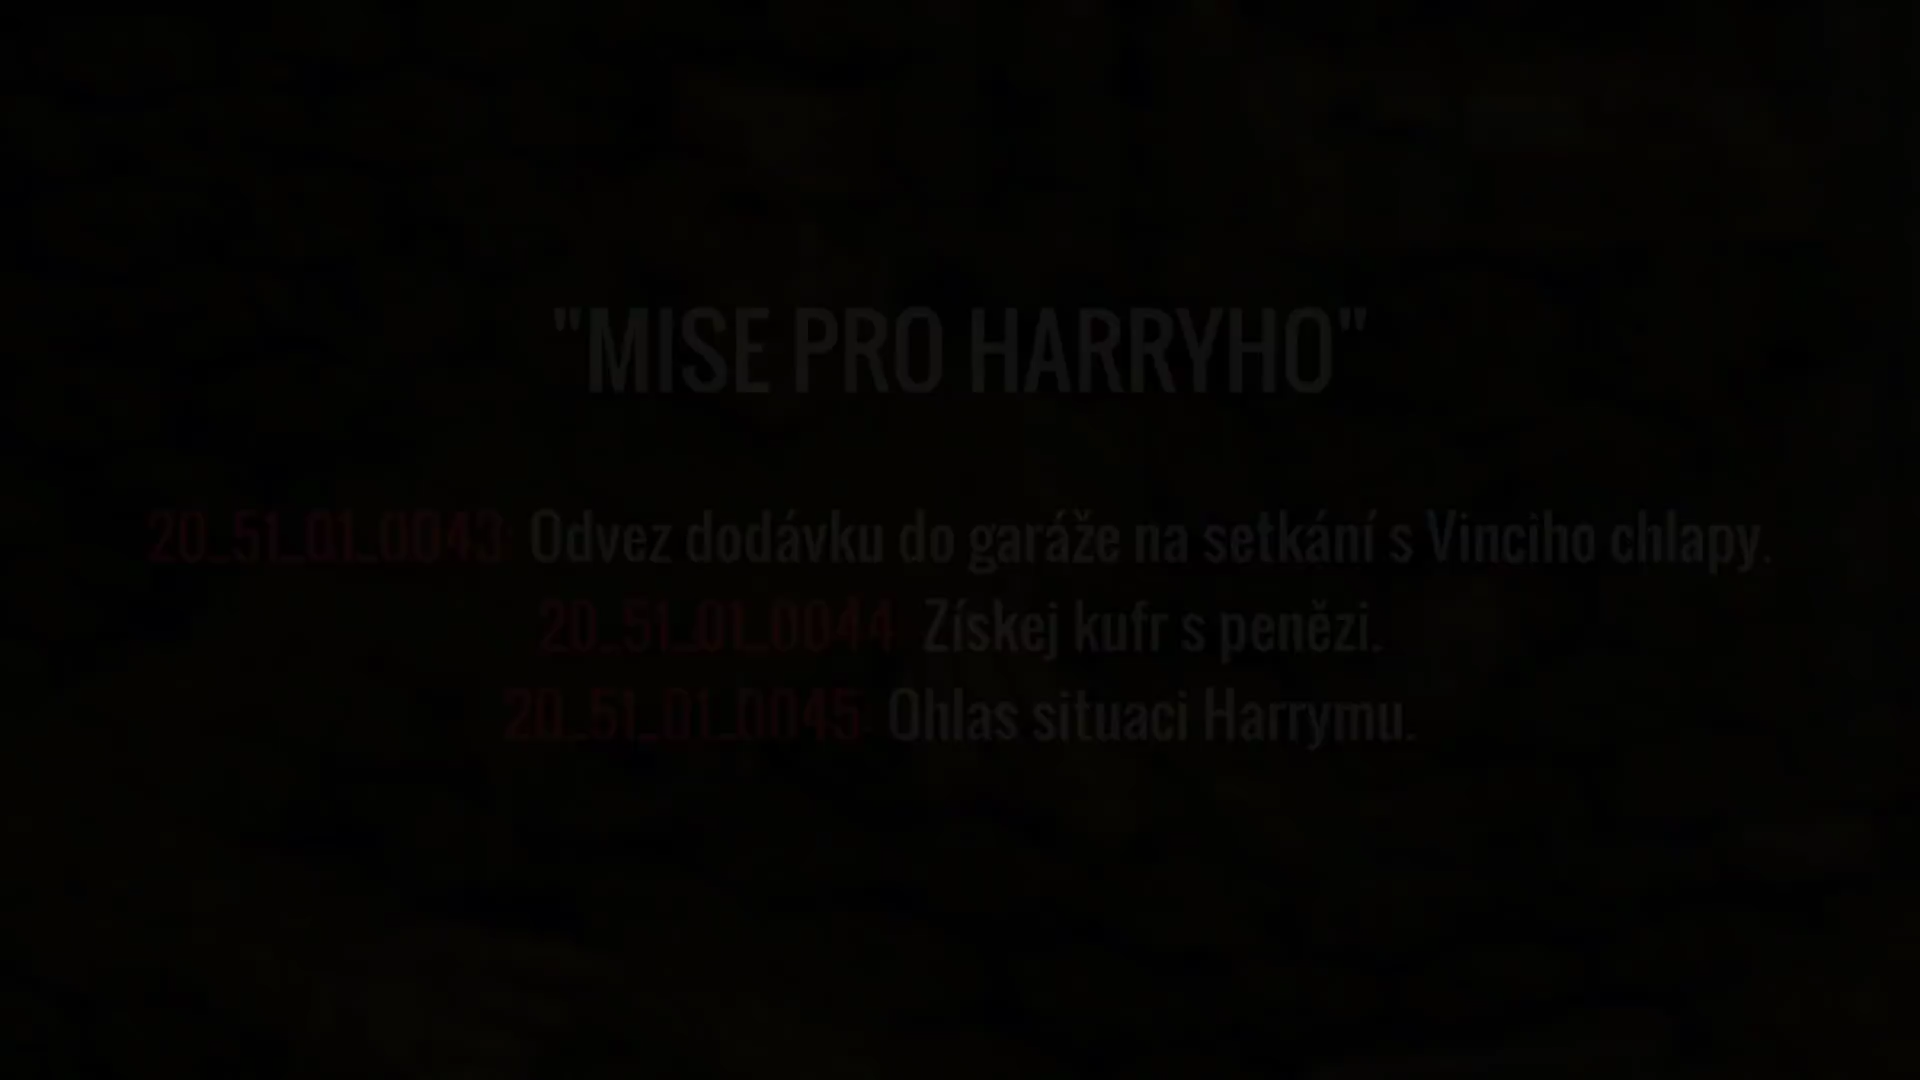 "MISE PRO HARRYHO"
20_51_01_0043: Odvez dodávku do garáže na setkání s Vinciho chlapy.
20_51_01_0044: Získej kufr s penězi.
20_51_01_0045: Ohlas situaci Harrymu.